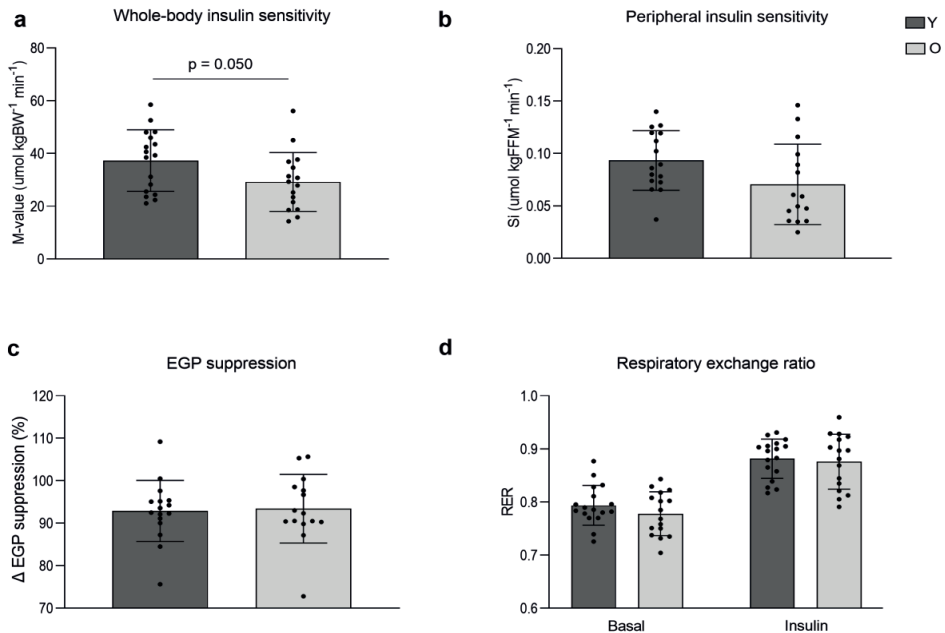 a
Whole-body insulin sensitivity
M-value (umol kgBW⁻¹ min⁻¹)
80
60
40
20
0
p = 0.050
b
Peripheral insulin sensitivity
Si (umol kgFFM⁻¹ min⁻¹)
0.20
0.15
0.10
0.05
0.00
Y
O
c
EGP suppression
Δ EGP suppression (%)
120
110
100
90
80
70
d
Respiratory exchange ratio
RER
1.0
0.9
0.8
0.7
0.6
Basal
Insulin